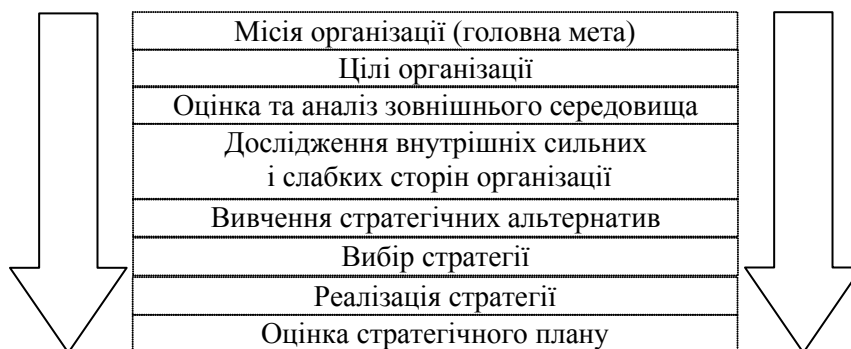 Місія організації (головна мета)
Цілі організації
Оцінка та аналіз зовнішнього середовища
Дослідження внутрішніх сильних
і слабких сторін організації
Вивчення стратегічних альтернатив
Вибір стратегії
Реалізація стратегії
Оцінка стратегічного плану